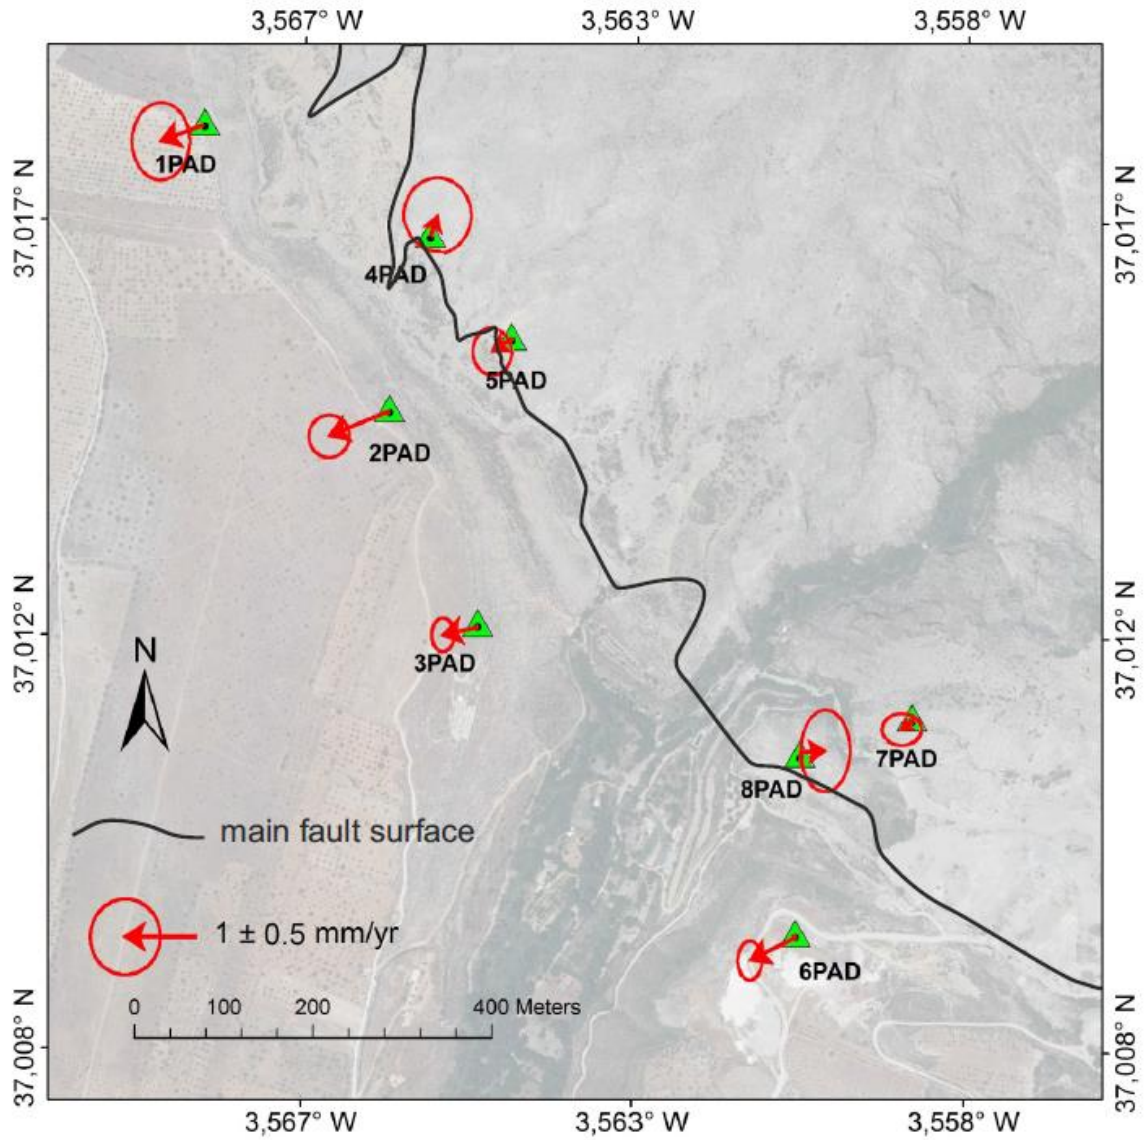 3,567° W 3,563° W 3,558° W
1PAD
37,017° N
37,017° N
4PAD
5PAD
2PAD
37,012° N
37,012° N
N
3PAD
7PAD
8PAD
main fault surface
1 ± 0.5 mm/yr
6PAD
0 100 200 400 Meters
37,008° N
37,008° N
3,567° W 3,563° W 3,558° W